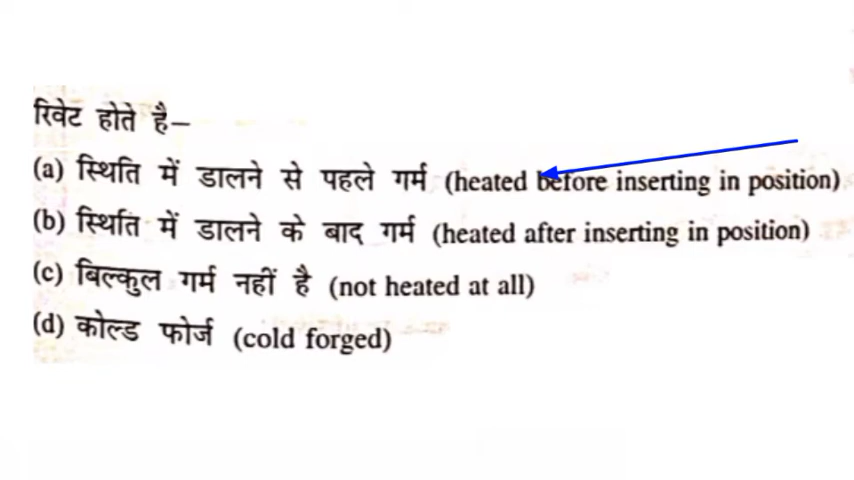 रिवेट होते है–
(a) स्थिति में डालने से पहले गर्म (heated before inserting in position)
(b) स्थिति में डालने के बाद गर्म (heated after inserting in position)
(c) बिल्कुल गर्म नहीं है (not heated at all)
(d) कोल्ड फोर्ज (cold forged)